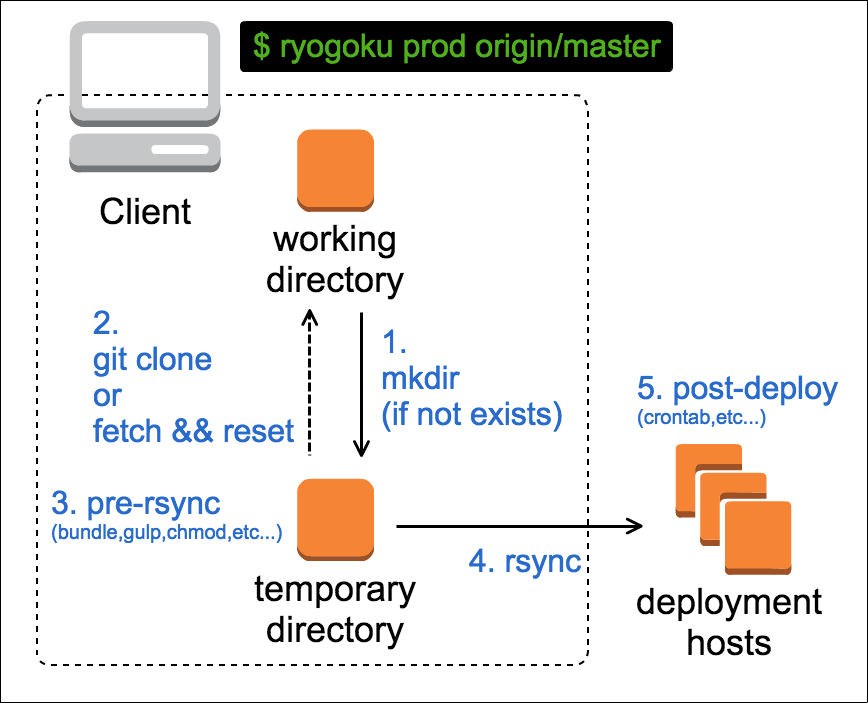 $ ryogoku prod origin/master
Client
working
directory
2.
git clone
or
fetch && reset
1.
mkdir
(if not exists)
3. pre-rsync
(bundle,gulp,chmod,etc...)
temporary
directory
4. rsync
5. post-deploy
(crontab,etc...)
deployment
hosts